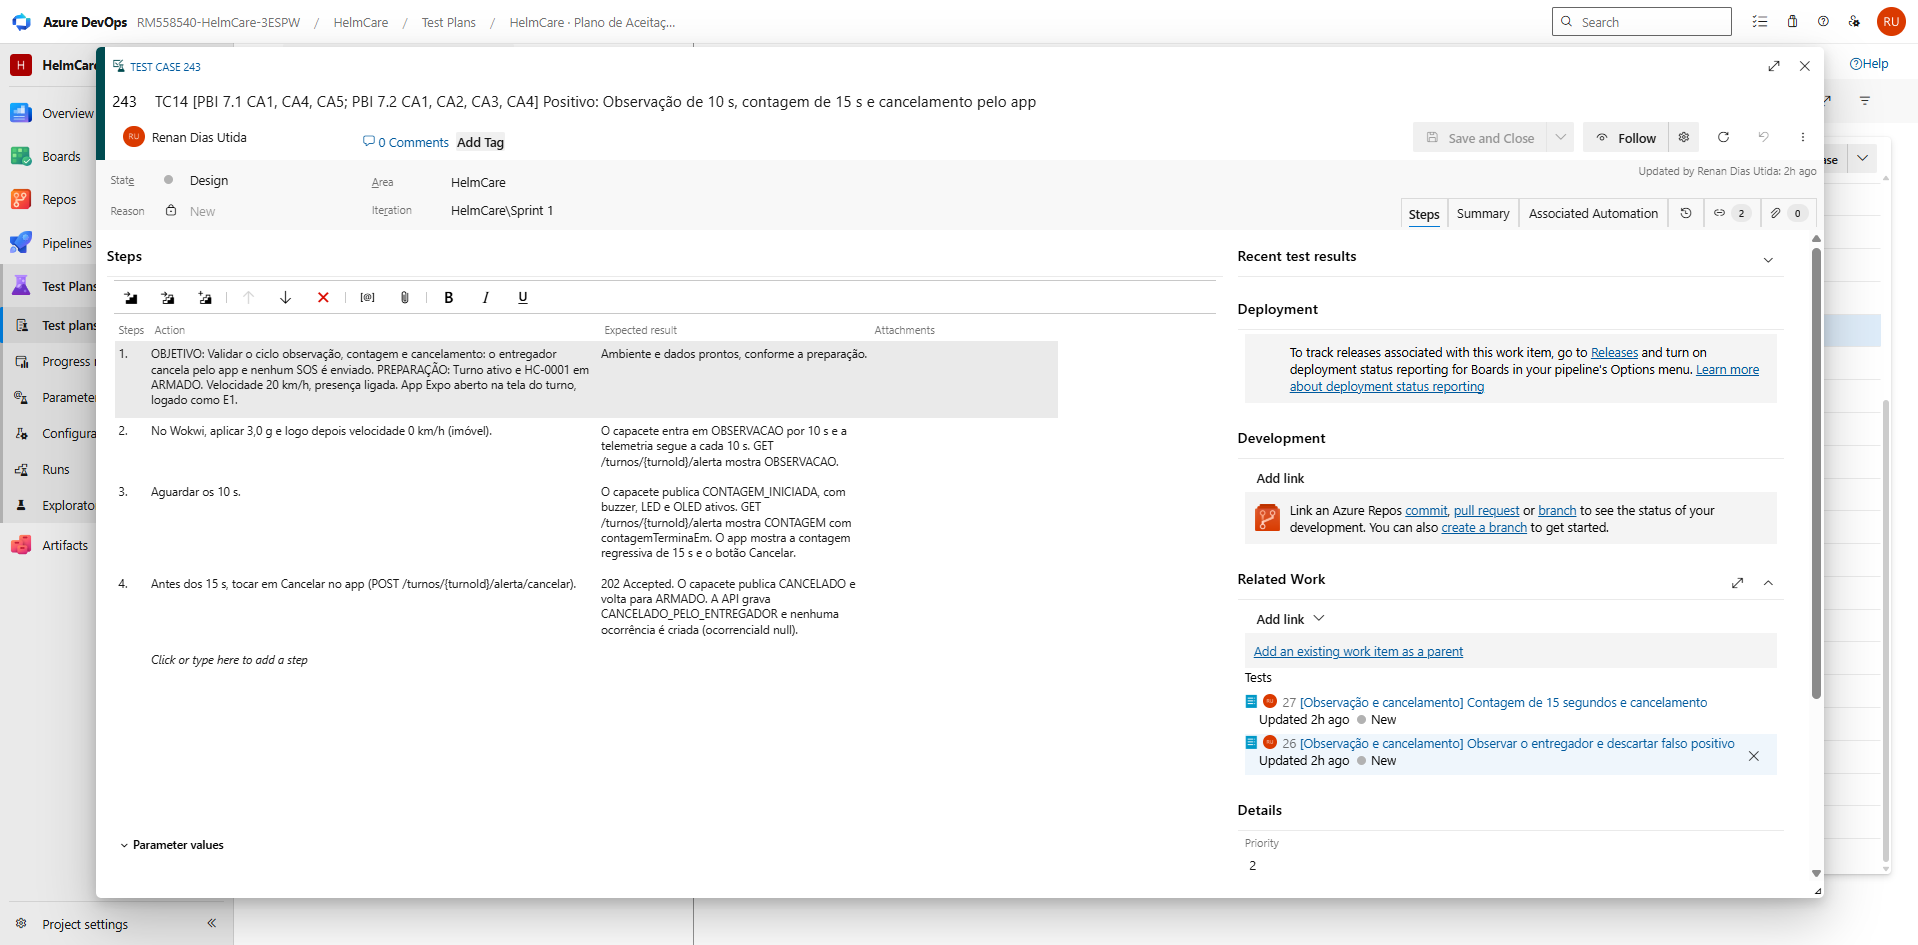 Azure DevOps RM558540-HelmCare-3ESPW / HelmCare / Test Plans / HelmCare · Plano de Aceitaç...
Search
RU
H HelmCare
Overview
Boards
Repos
Pipelines
Test Plans
Test plans
Progress r
Paramete
Configura
Runs
Explorato
Artifacts
Project settings
Help
ase
TEST CASE 243
243 TC14 [PBI 7.1 CA1, CA4, CA5; PBI 7.2 CA1, CA2, CA3, CA4] Positivo: Observação de 10 s, contagem de 15 s e cancelamento pelo app
RU Renan Dias Utida
0 Comments Add Tag
Save and Close
Follow
State Design
Area HelmCare
Updated by Renan Dias Utida: 2h ago
Reason New
Iteration HelmCare\Sprint 1
Steps Summary Associated Automation 2 0
Steps
B I U
Steps Action Expected result Attachments
1. OBJETIVO: Validar o ciclo observação, contagem e cancelamento: o entregador
cancela pelo app e nenhum SOS é enviado. PREPARAÇÃO: Turno ativo e HC-0001 em
ARMADO. Velocidade 20 km/h, presença ligada. App Expo aberto na tela do turno,
logado como E1.
Ambiente e dados prontos, conforme a preparação.
2. No Wokwi, aplicar 3,0 g e logo depois velocidade 0 km/h (imóvel).
O capacete entra em OBSERVACAO por 10 s e a
telemetria segue a cada 10 s. GET
/turnos/{turnoId}/alerta mostra OBSERVACAO.
3. Aguardar os 10 s.
O capacete publica CONTAGEM_INICIADA, com
buzzer, LED e OLED ativos. GET
/turnos/{turnoId}/alerta mostra CONTAGEM com
contagemTerminaEm. O app mostra a contagem
regressiva de 15 s e o botão Cancelar.
4. Antes dos 15 s, tocar em Cancelar no app (POST /turnos/{turnoId}/alerta/cancelar).
202 Accepted. O capacete publica CANCELADO e
volta para ARMADO. A API grava
CANCELADO_PELO_ENTREGADOR e nenhuma
ocorrência é criada (ocorrenciaId null).
Click or type here to add a step
Parameter values
Recent test results
Deployment
To track releases associated with this work item, go to Releases and turn on
deployment status reporting for Boards in your pipeline's Options menu. Learn more
about deployment status reporting
Development
Add link
Link an Azure Repos commit, pull request or branch to see the status of your
development. You can also create a branch to get started.
Related Work
Add link
Add an existing work item as a parent
Tests
RU 27 [Observação e cancelamento] Contagem de 15 segundos e cancelamento
Updated 2h ago New
RU 26 [Observação e cancelamento] Observar o entregador e descartar falso positivo
Updated 2h ago New
Details
Priority
2